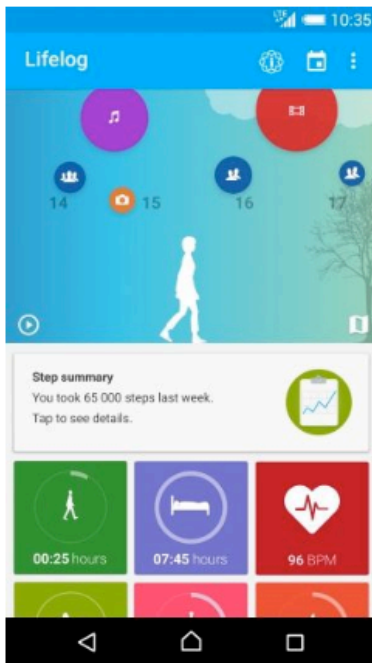 LTE 10:35
Lifelog
14 15 16 17
Step summary
You took 65 000 steps last week.
Tap to see details.
00:25 hours
07:45 hours
96 BPM